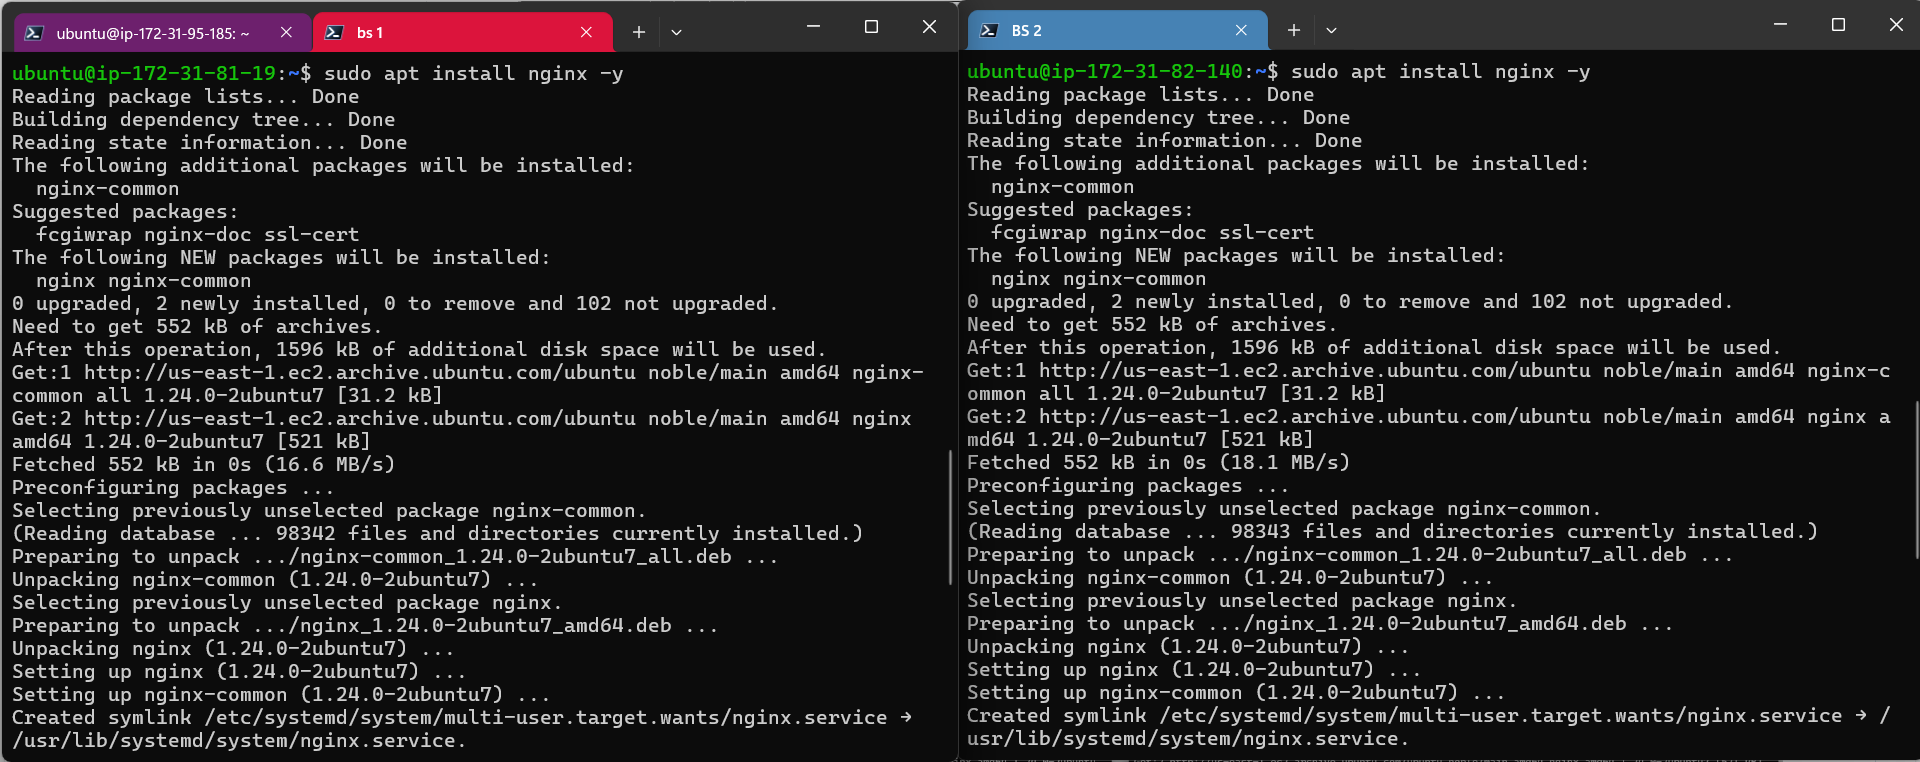 ubuntu@ip-172-31-95-185: ~
bs 1
ubuntu@ip-172-31-81-19:~$ sudo apt install nginx -y
Reading package lists... Done
Building dependency tree... Done
Reading state information... Done
The following additional packages will be installed:
  nginx-common
Suggested packages:
  fcgiwrap nginx-doc ssl-cert
The following NEW packages will be installed:
  nginx nginx-common
0 upgraded, 2 newly installed, 0 to remove and 102 not upgraded.
Need to get 552 kB of archives.
After this operation, 1596 kB of additional disk space will be used.
Get:1 http://us-east-1.ec2.archive.ubuntu.com/ubuntu noble/main amd64 nginx-
common all 1.24.0-2ubuntu7 [31.2 kB]
Get:2 http://us-east-1.ec2.archive.ubuntu.com/ubuntu noble/main amd64 nginx
amd64 1.24.0-2ubuntu7 [521 kB]
Fetched 552 kB in 0s (16.6 MB/s)
Preconfiguring packages ...
Selecting previously unselected package nginx-common.
(Reading database ... 98342 files and directories currently installed.)
Preparing to unpack .../nginx-common_1.24.0-2ubuntu7_all.deb ...
Unpacking nginx-common (1.24.0-2ubuntu7) ...
Selecting previously unselected package nginx.
Preparing to unpack .../nginx_1.24.0-2ubuntu7_amd64.deb ...
Unpacking nginx (1.24.0-2ubuntu7) ...
Setting up nginx (1.24.0-2ubuntu7) ...
Setting up nginx-common (1.24.0-2ubuntu7) ...
Created symlink /etc/systemd/system/multi-user.target.wants/nginx.service →
/usr/lib/systemd/system/nginx.service.
BS 2
ubuntu@ip-172-31-82-140:~$ sudo apt install nginx -y
Reading package lists... Done
Building dependency tree... Done
Reading state information... Done
The following additional packages will be installed:
  nginx-common
Suggested packages:
  fcgiwrap nginx-doc ssl-cert
The following NEW packages will be installed:
  nginx nginx-common
0 upgraded, 2 newly installed, 0 to remove and 102 not upgraded.
Need to get 552 kB of archives.
After this operation, 1596 kB of additional disk space will be used.
Get:1 http://us-east-1.ec2.archive.ubuntu.com/ubuntu noble/main amd64 nginx-c
ommon all 1.24.0-2ubuntu7 [31.2 kB]
Get:2 http://us-east-1.ec2.archive.ubuntu.com/ubuntu noble/main amd64 nginx a
md64 1.24.0-2ubuntu7 [521 kB]
Fetched 552 kB in 0s (18.1 MB/s)
Preconfiguring packages ...
Selecting previously unselected package nginx-common.
(Reading database ... 98343 files and directories currently installed.)
Preparing to unpack .../nginx-common_1.24.0-2ubuntu7_all.deb ...
Unpacking nginx-common (1.24.0-2ubuntu7) ...
Selecting previously unselected package nginx.
Preparing to unpack .../nginx_1.24.0-2ubuntu7_amd64.deb ...
Unpacking nginx (1.24.0-2ubuntu7) ...
Setting up nginx (1.24.0-2ubuntu7) ...
Setting up nginx-common (1.24.0-2ubuntu7) ...
Created symlink /etc/systemd/system/multi-user.target.wants/nginx.service → /
usr/lib/systemd/system/nginx.service.